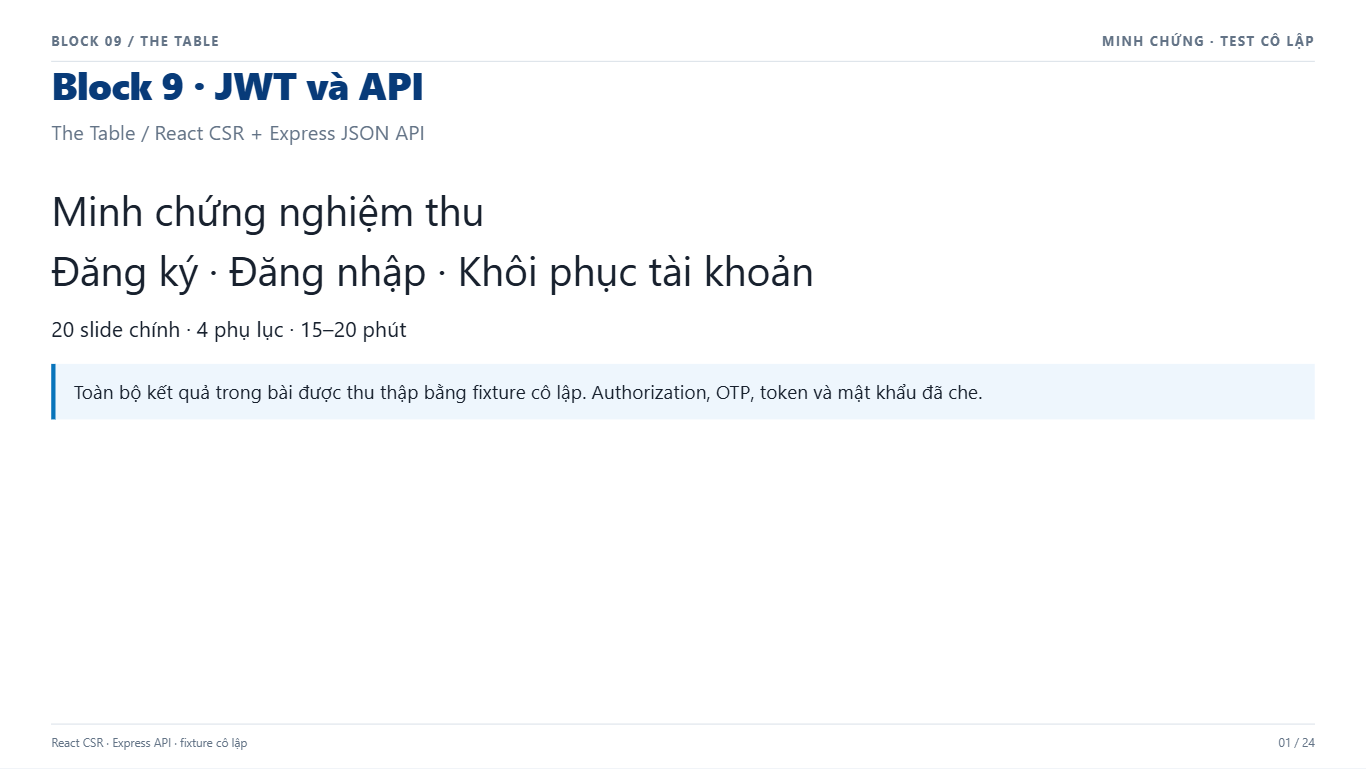 BLOCK 09 / THE TABLE
MINH CHỨNG · TEST CÔ LẬP
Block 9 · JWT và API
The Table / React CSR + Express JSON API
Minh chứng nghiệm thu
Đăng ký · Đăng nhập · Khôi phục tài khoản
20 slide chính · 4 phụ lục · 15–20 phút
Toàn bộ kết quả trong bài được thu thập bằng fixture cô lập. Authorization, OTP, token và mật khẩu đã che.
React CSR · Express API · fixture cô lập
01 / 24